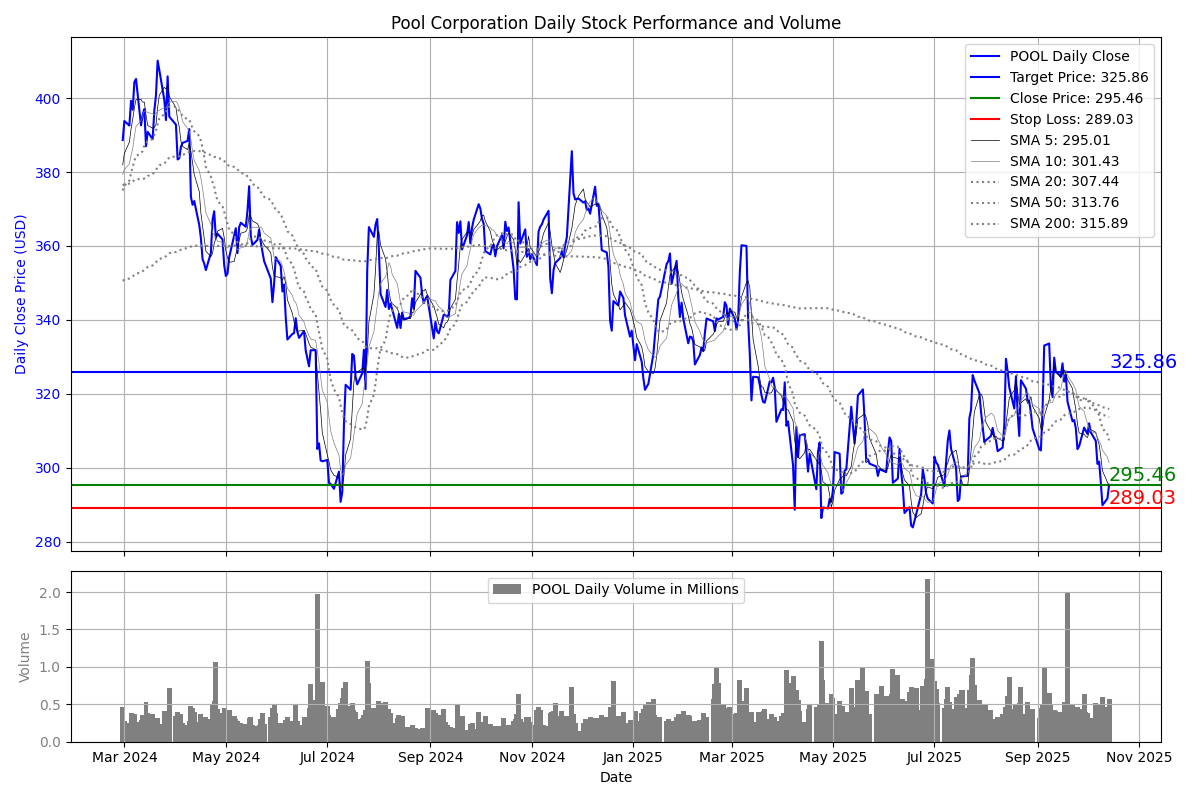 Pool Corporation Daily Stock Performance and Volume
Daily Close Price (USD)
400
380
360
340
320
300
280
POOL Daily Close
Target Price: 325.86
Close Price: 295.46
Stop Loss: 289.03
SMA 5: 295.01
SMA 10: 301.43
SMA 20: 307.44
SMA 50: 313.76
SMA 200: 315.89
325.86
295.46
289.03
Volume
2.0
1.5
1.0
0.5
0.0
POOL Daily Volume in Millions
Mar 2024 May 2024 Jul 2024 Sep 2024 Nov 2024 Jan 2025 Mar 2025 May 2025 Jul 2025 Sep 2025 Nov 2025
Date